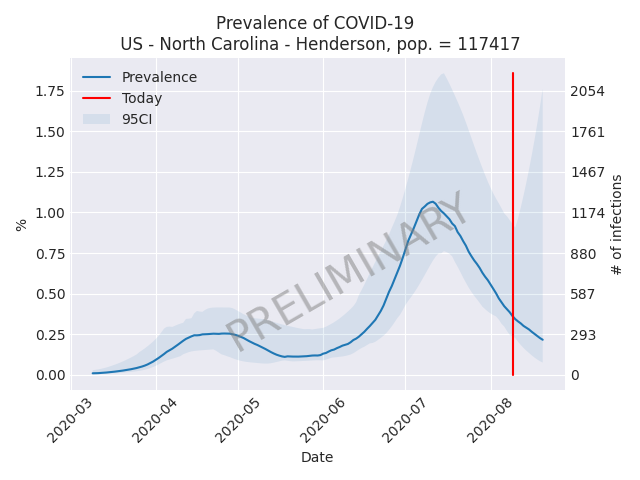 Prevalence of COVID-19
US - North Carolina - Henderson, pop. = 117417
Prevalence
Today
95CI
PRELIMINARY
%
1.75
1.50
1.25
1.00
0.75
0.50
0.25
0.00
2054
1761
1467
1174
880
587
293
0
# of infections
2020-03
2020-04
2020-05
2020-06
2020-07
2020-08
Date